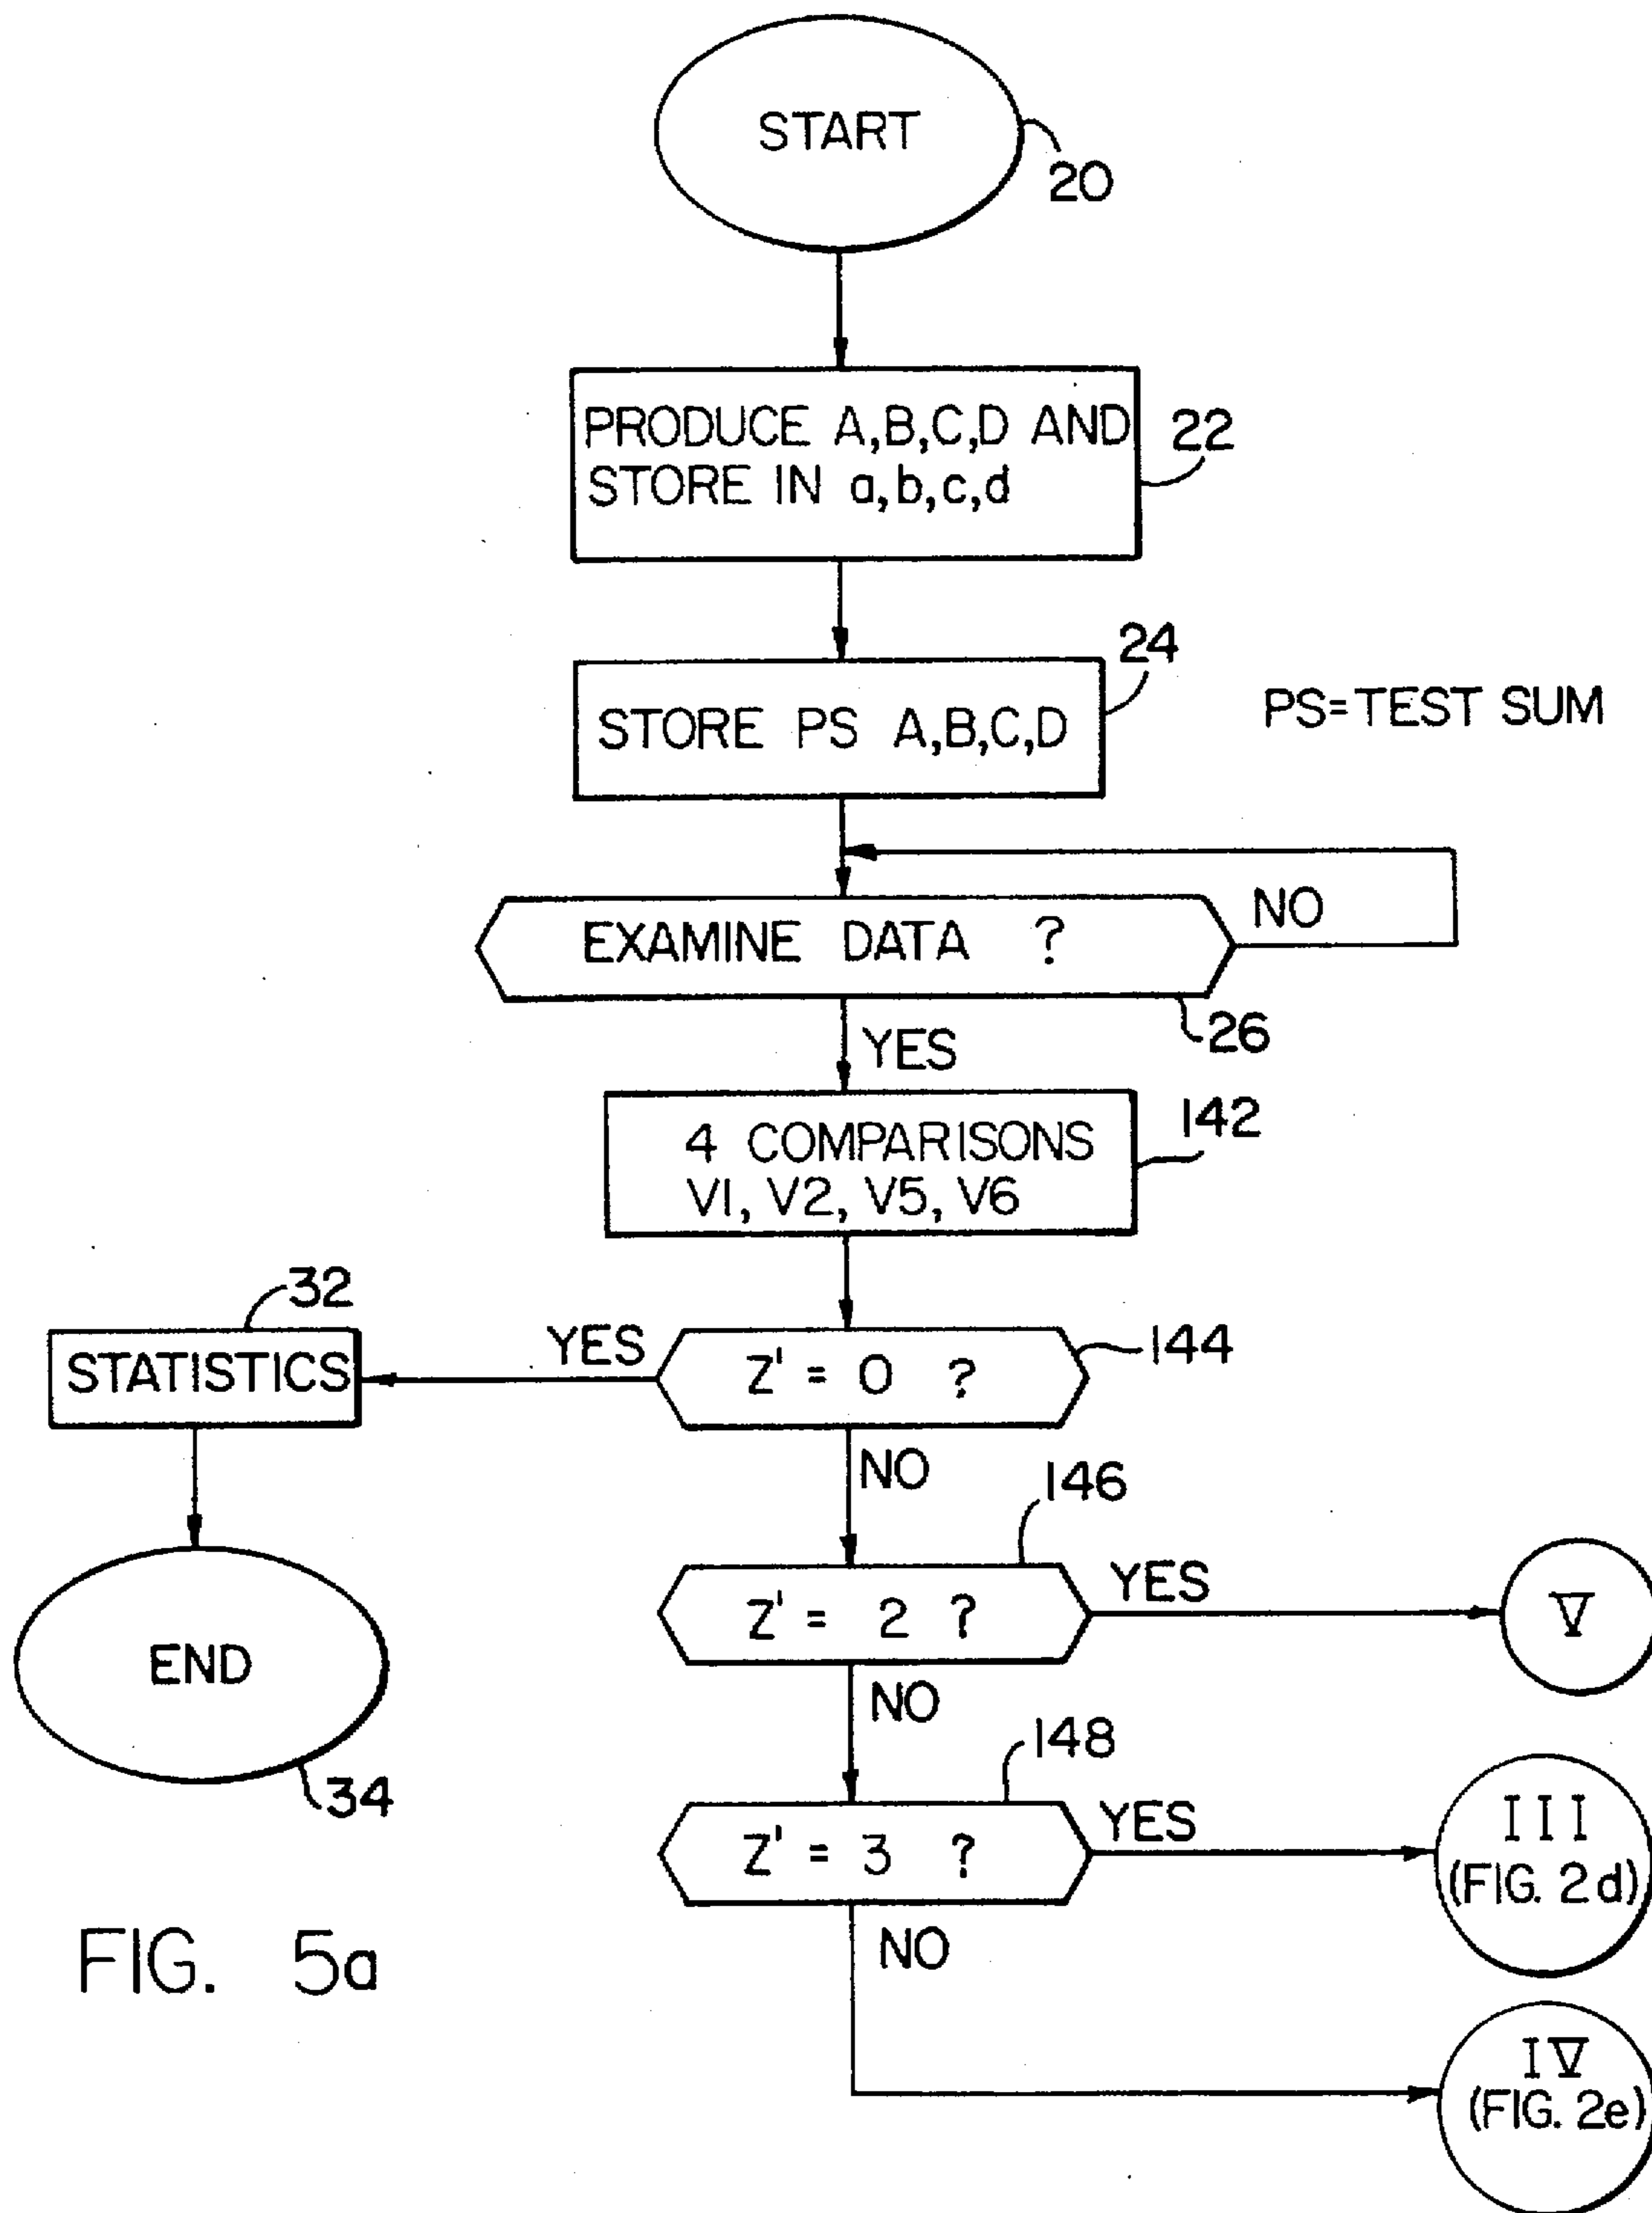 START
20
PRODUCE A,B,C,D AND
STORE IN a,b,c,d
22
24
STORE PS A,B,C,D
PS=TEST SUM
EXAMINE DATA ?
NO
26
YES
4 COMPARISONS
V1, V2, V5, V6
142
32
STATISTICS
YES
Z' = 0 ?
144
NO
146
END
34
Z' = 2 ?
YES
V
NO
148
Z' = 3 ?
YES
III
(FIG. 2d)
NO
FIG. 5a
IV
(FIG. 2e)